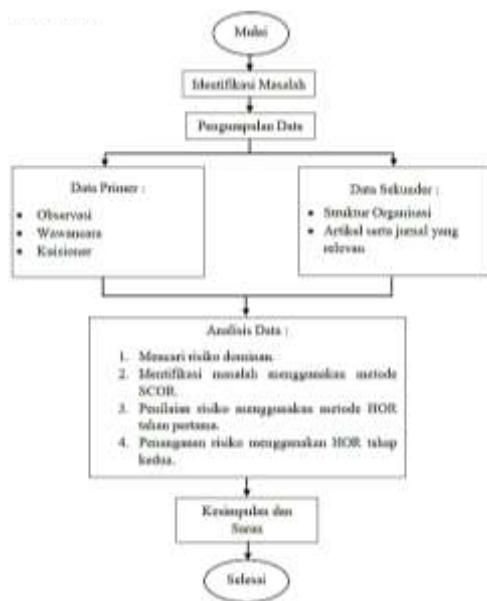 Mulai
Identifikasi Masalah
Pengumpulan Data
Data Primer :
• Observasi
• Wawancara
• Kuisioner
Data Sekunder :
• Struktur Organisasi
• Artikel serta jurnal yang
relevan
Analisis Data :
1. Mencari risiko dominan.
2. Identifikasi masalah menggunakan metode
SCOR.
3. Penilaian risiko menggunakan metode HOR
tahap pertama.
4. Penanganan risiko menggunakan HOR tahap
kedua.
Kesimpulan dan
Saran
Selesai